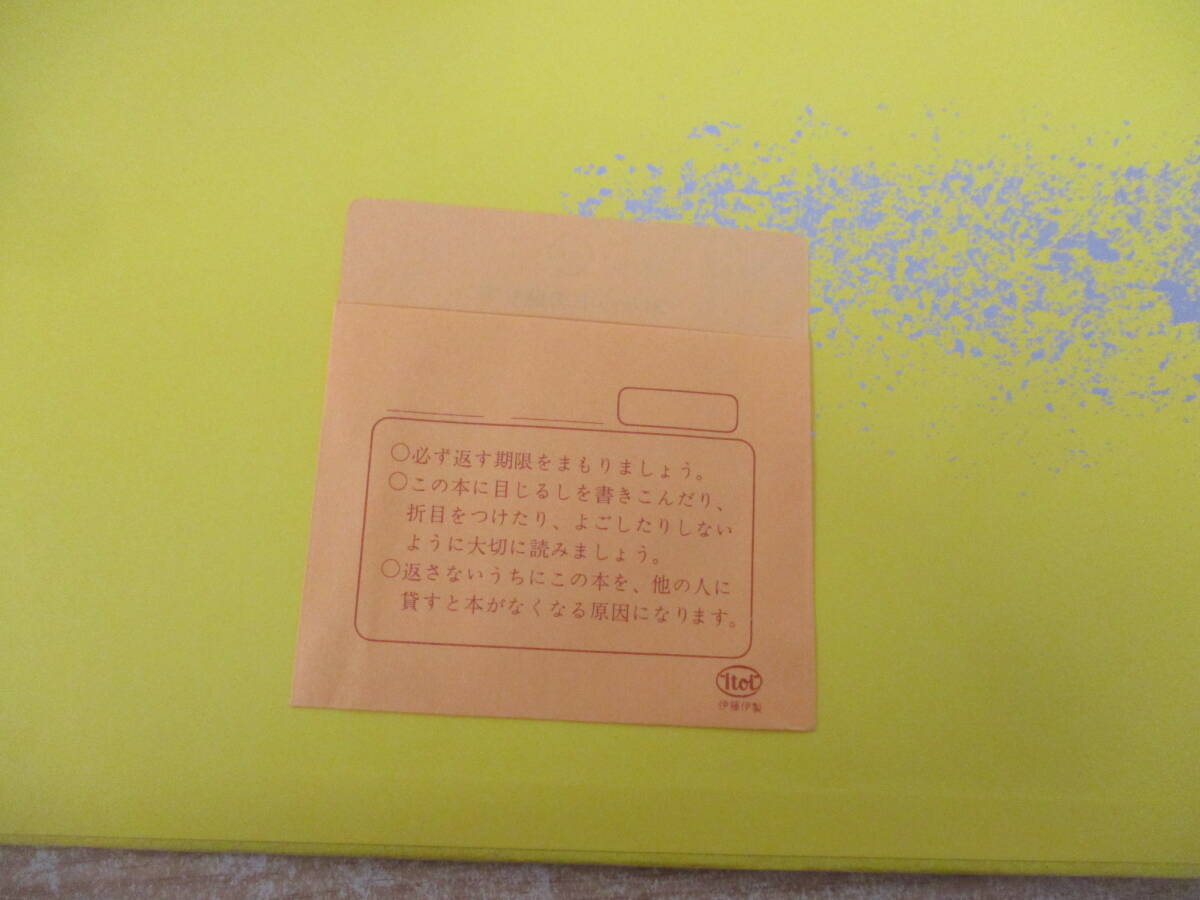 ○必ず返す期限をまもりましょう。
○この本に目じるしを書きこんだり、
折目をつけたり、よごしたりしない
ように大切に読みましょう。
○返さないうちにこの本を、他の人に
貸すと本がなくなる原因になります。
Itoi
伊藤伊製